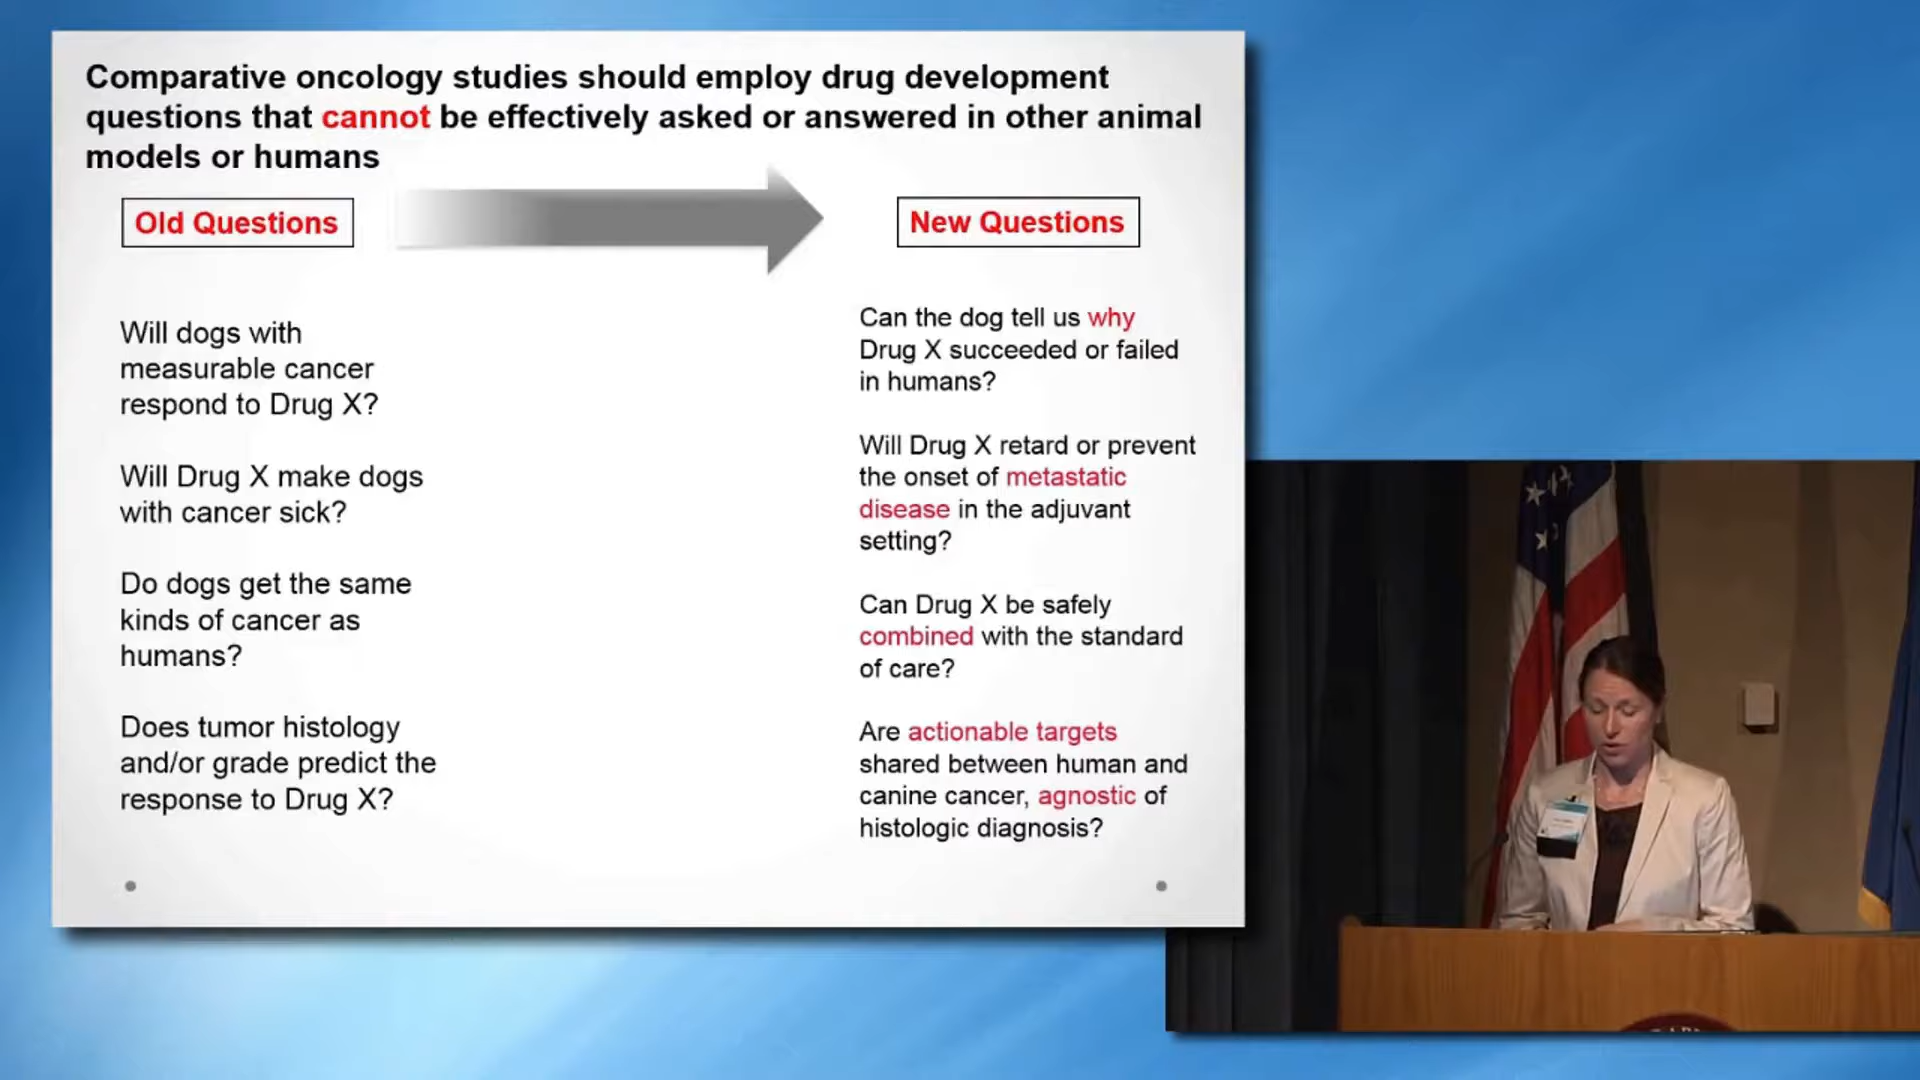 Comparative oncology studies should employ drug development
questions that cannot be effectively asked or answered in other animal
models or humans
Old Questions
New Questions
Will dogs with
measurable cancer
respond to Drug X?
Will Drug X make dogs
with cancer sick?
Do dogs get the same
kinds of cancer as
humans?
Does tumor histology
and/or grade predict the
response to Drug X?
Can the dog tell us why
Drug X succeeded or failed
in humans?
Will Drug X retard or prevent
the onset of metastatic
disease in the adjuvant
setting?
Can Drug X be safely
combined with the standard
of care?
Are actionable targets
shared between human and
canine cancer, agnostic of
histologic diagnosis?